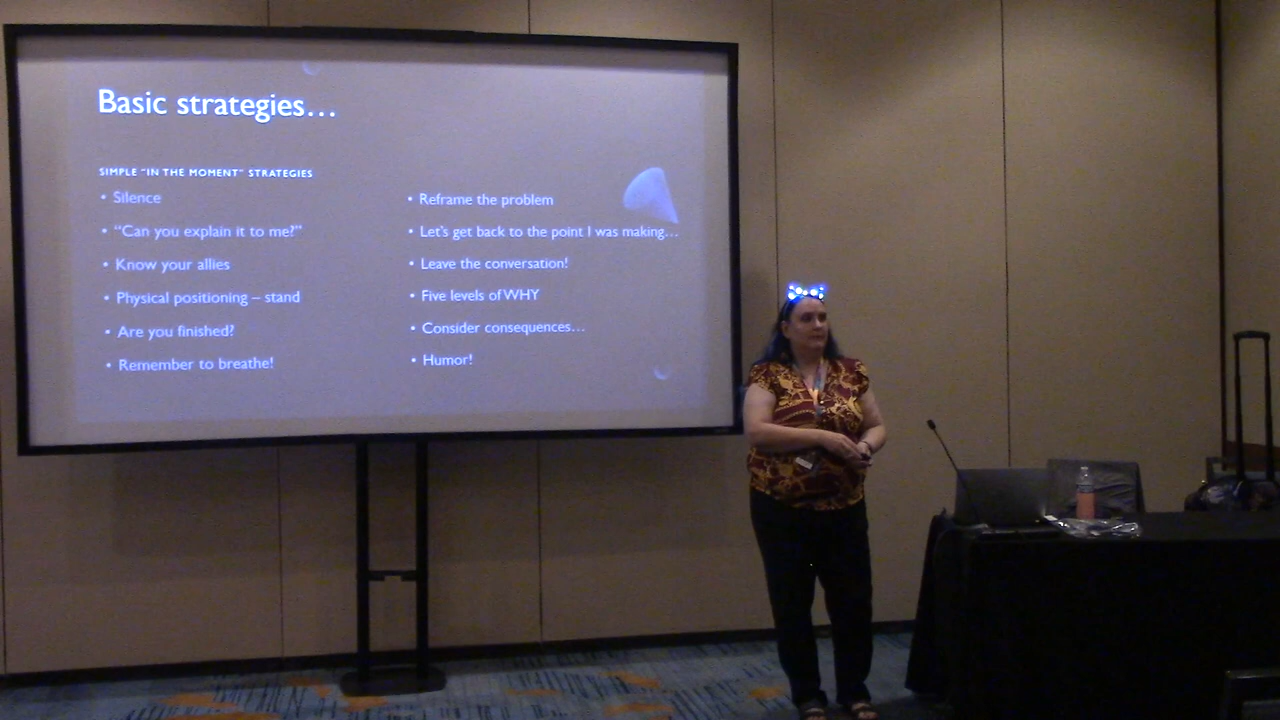 Basic strategies…
SIMPLE "IN THE MOMENT" STRATEGIES
• Silence
• "Can you explain it to me?"
• Know your allies
• Physical positioning – stand
• Are you finished?
• Remember to breathe!
• Reframe the problem
• Let's get back to the point I was making…
• Leave the conversation!
• Five levels of WHY
• Consider consequences…
• Humor!